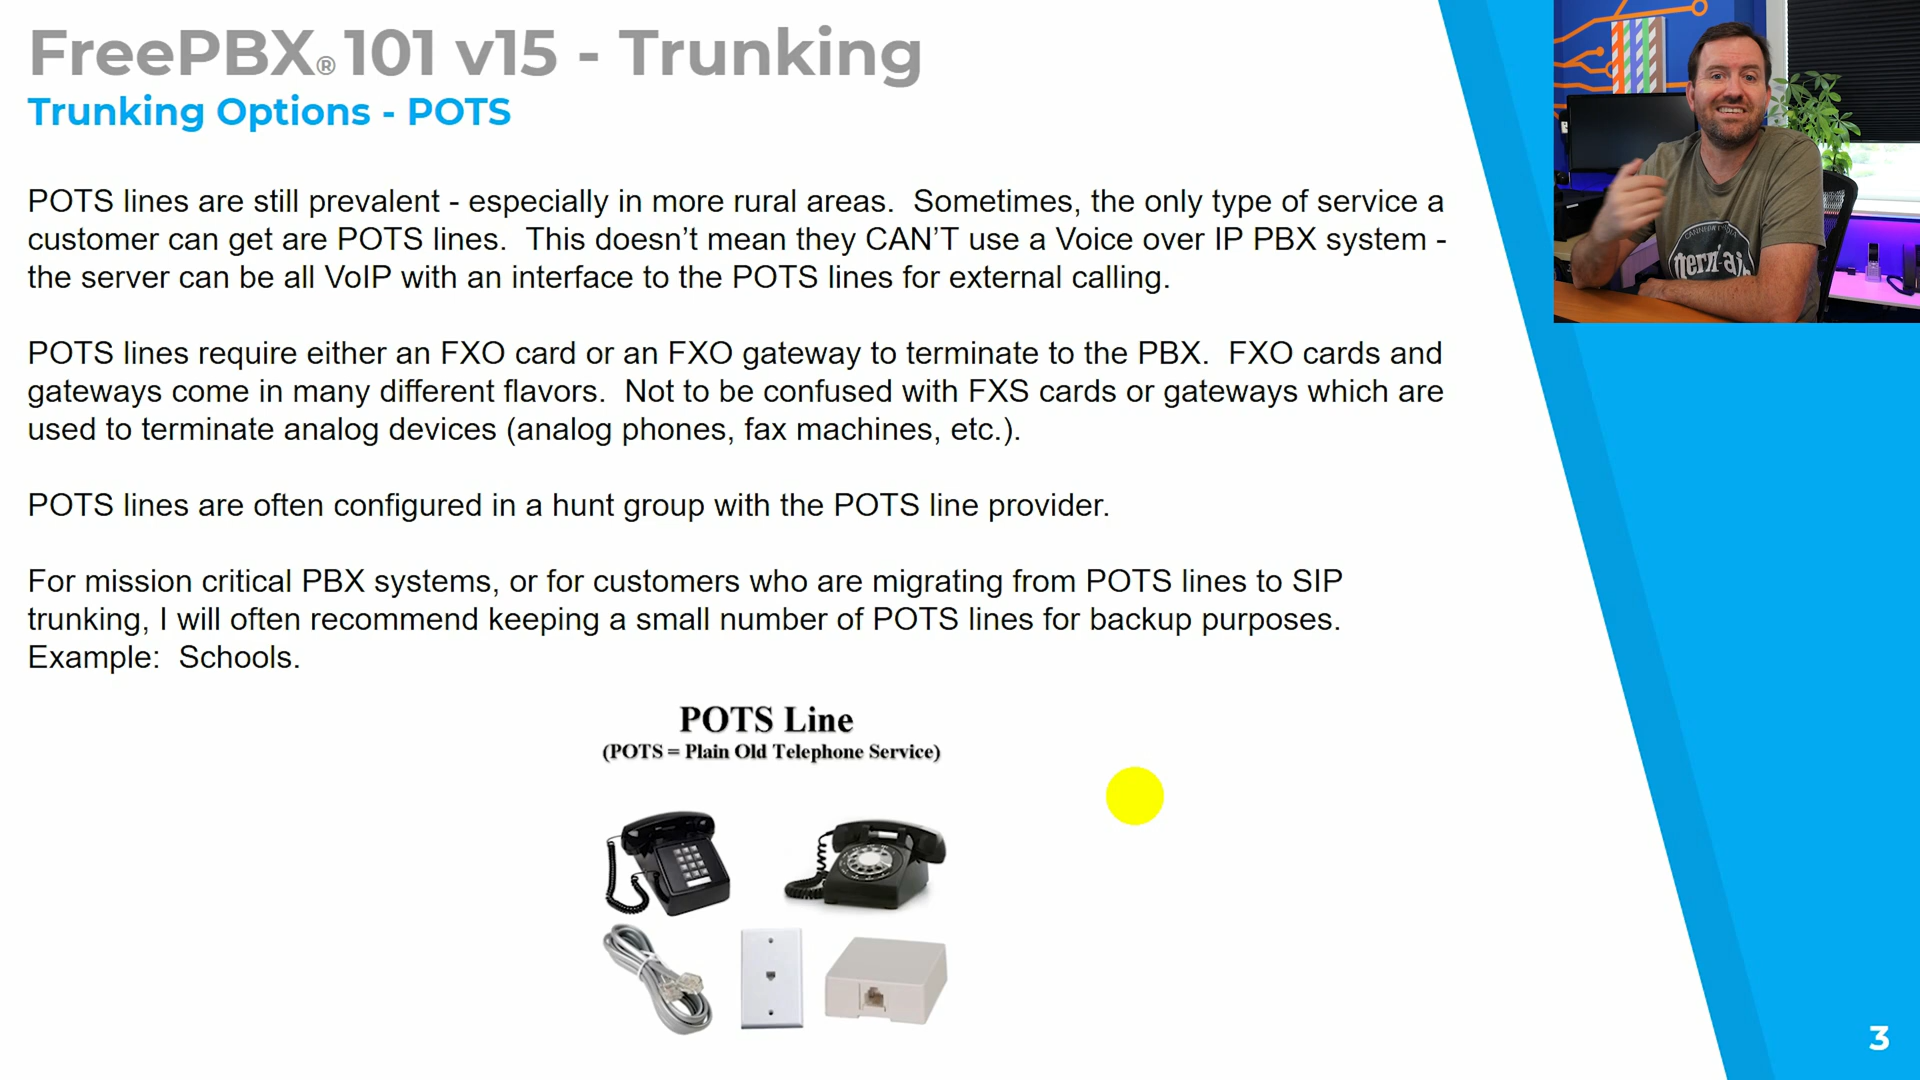 FreePBX® 101 v15 - Trunking
Trunking Options - POTS
POTS lines are still prevalent - especially in more rural areas.  Sometimes, the only type of service a
customer can get are POTS lines.  This doesn’t mean they CAN’T use a Voice over IP PBX system -
the server can be all VoIP with an interface to the POTS lines for external calling.
POTS lines require either an FXO card or an FXO gateway to terminate to the PBX.  FXO cards and
gateways come in many different flavors.  Not to be confused with FXS cards or gateways which are
used to terminate analog devices (analog phones, fax machines, etc.).
POTS lines are often configured in a hunt group with the POTS line provider.
For mission critical PBX systems, or for customers who are migrating from POTS lines to SIP
trunking, I will often recommend keeping a small number of POTS lines for backup purposes.
Example:  Schools.
POTS Line
(POTS = Plain Old Telephone Service)
3